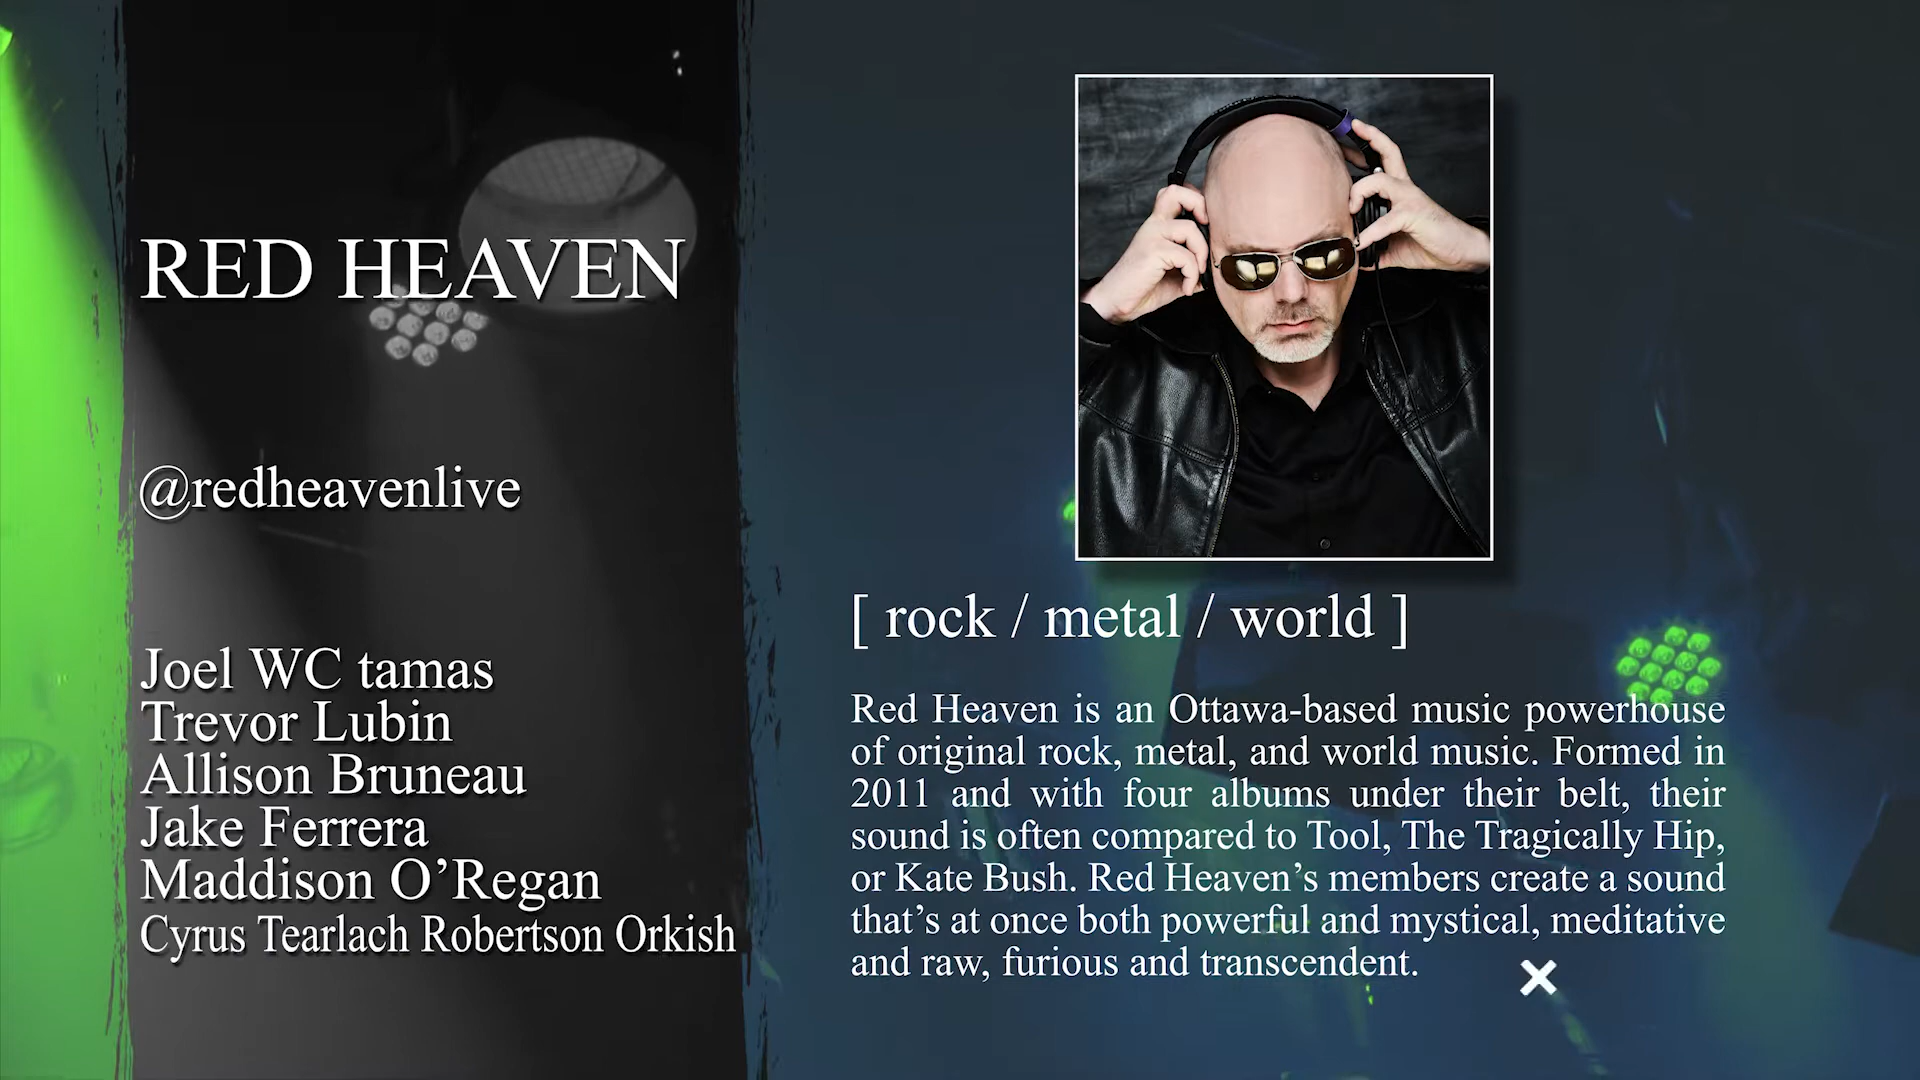 RED HEAVEN
@redheavenlive
Joel WC tamas
Trevor Lubin
Allison Bruneau
Jake Ferrera
Maddison O’Regan
Cyrus Tearlach Robertson Orkish
[ rock / metal / world ]
Red Heaven is an Ottawa-based music powerhouse
of original rock, metal, and world music. Formed in
2011 and with four albums under their belt, their
sound is often compared to Tool, The Tragically Hip,
or Kate Bush. Red Heaven’s members create a sound
that’s at once both powerful and mystical, meditative
and raw, furious and transcendent.